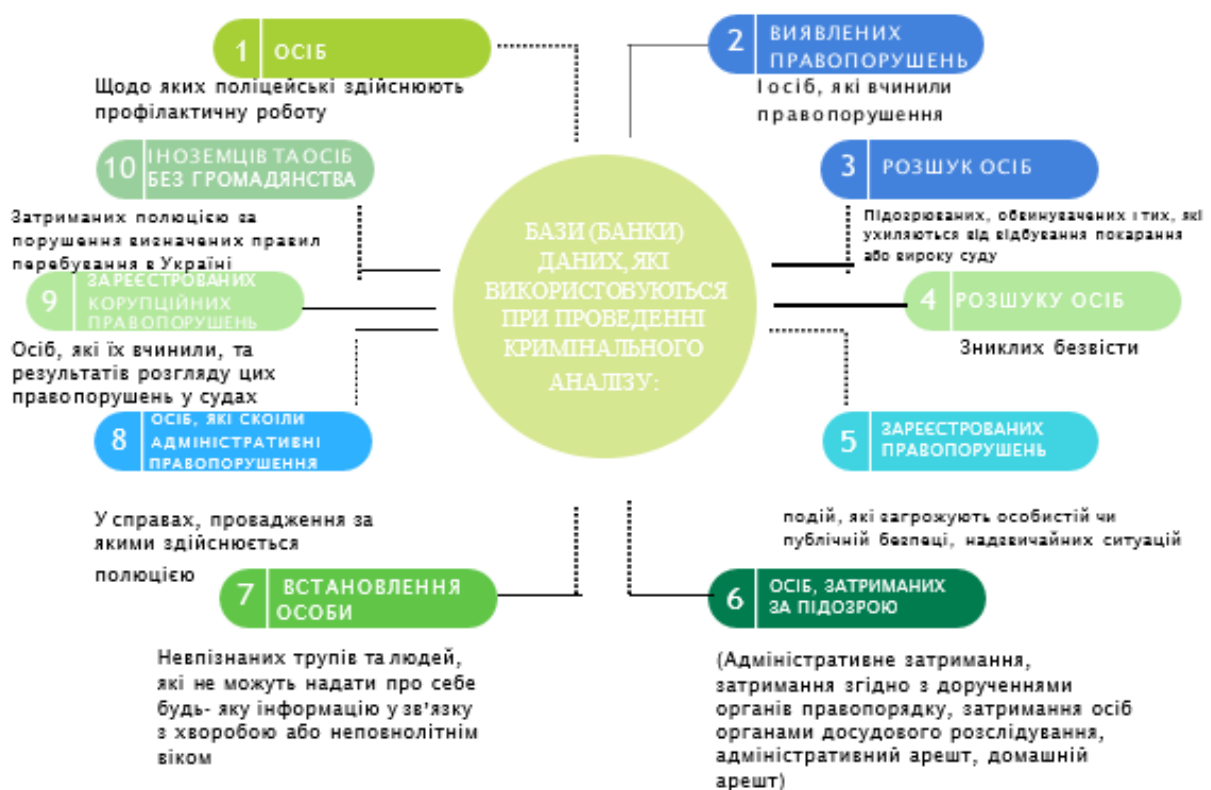 1 ОСІБ
Щодо яких поліцейські здійснюють
профілактичну роботу
2 ВИЯВЛЕНИХ
ПРАВОПОРУШЕНЬ
І осіб, які вчинили
правопорушення
10 ІНОЗЕМЦІВ ТА ОСІБ
БЕЗ ГРОМАДЯНСТВА
Затриманих полюцією за
порушення визначених правил
перебування в Україні
3 РОЗШУК ОСІБ
Підозрюваних, обвинувачених і тих, які
ухиляються від відбування покарання
або вироку суду
БАЗИ (БАНКИ)
ДАНИХ, ЯКІ
ВИКОРИСТОВУЮТЬСЯ
ПРИ ПРОВЕДЕННІ
КРИМІНАЛЬНОГО
АНАЛІЗУ:
9 ЗАРЕЄСТРОВАНИХ
КОРУПЦІЙНИХ
ПРАВОПОРУШЕНЬ
Осіб, які їх вчинили, та
результатів розгляду цих
правопорушень у судах
4 РОЗШУКУ ОСІБ
Зниклих безвісти
8 ОСІБ, ЯКІ СКОЇЛИ
АДМІНІСТРАТИВНІ
ПРАВОПОРУШЕННЯ
У справах, провадження за
якими здійснюється
полюцією
5 ЗАРЕЄСТРОВАНИХ
ПРАВОПОРУШЕНЬ
подій, які загрожують особистій чи
публічній безпеці, надзвичайних ситуацій
7 ВСТАНОВЛЕННЯ
ОСОБИ
Невпізнаних трупів та людей,
які не можуть надати про себе
будь- яку інформацію у зв'язку
з хворобою або неповнолітнім
віком
6 ОСІБ, ЗАТРИМАНИХ
ЗА ПІДОЗРОЮ
(Адміністративне затримання,
затримання згідно з дорученнями
органів правопорядку, затримання осіб
органами досудового розслідування,
адміністративний арешт, домашній
арешт)